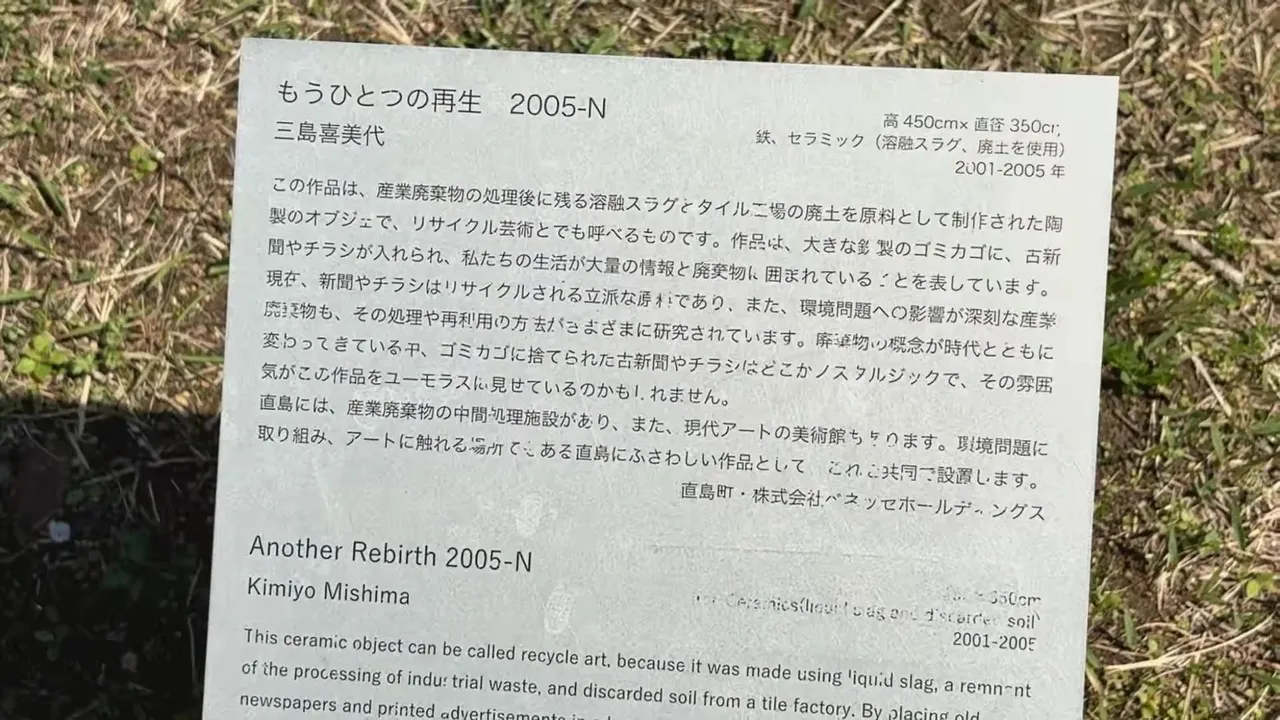 もうひとつの再生　2005-N
三島喜美代
高 450cm× 直径 350cm,
鉄、セラミック（溶融スラグ、廃土を使用）
2001-2005 年
この作品は、産業廃棄物の処理後に残る溶融スラグとタイル工場の廃土を原料として制作された陶
製のオブジェで、リサイクル芸術とでも呼べるものです。作品は、大きな鉄製のゴミカゴに、古新
聞やチラシが入れられ、私たちの生活が大量の情報と廃棄物に囲まれていることを表しています。
現在、新聞やチラシはリサイクルされる立派な原料であり、また、環境問題への影響が深刻な産業
廃棄物も、その処理や再利用の方法がさまざまに研究されています。廃棄物の概念が時代とともに
変わってきている中、ゴミカゴに捨てられた古新聞やチラシはどこかノスタルジックで、その雰囲
気がこの作品をユーモラスに見せているのかもしれません。
直島には、産業廃棄物の中間処理施設があり、また、現代アートの美術館もあります。環境問題に
取り組み、アートに触れる場所でもある直島にふさわしい作品として、これを共同で設置します。
直島町・株式会社ベネッセホールディングス
Another Rebirth 2005-N
Kimiyo Mishima
350cm
Ceramics(liquid slag and discarded soil)
2001-2005
This ceramic object can be called recycle art, because it was made using liquid slag, a remnant
of the processing of industrial waste, and discarded soil from a tile factory. By placing old
newspapers and printed advertisements in